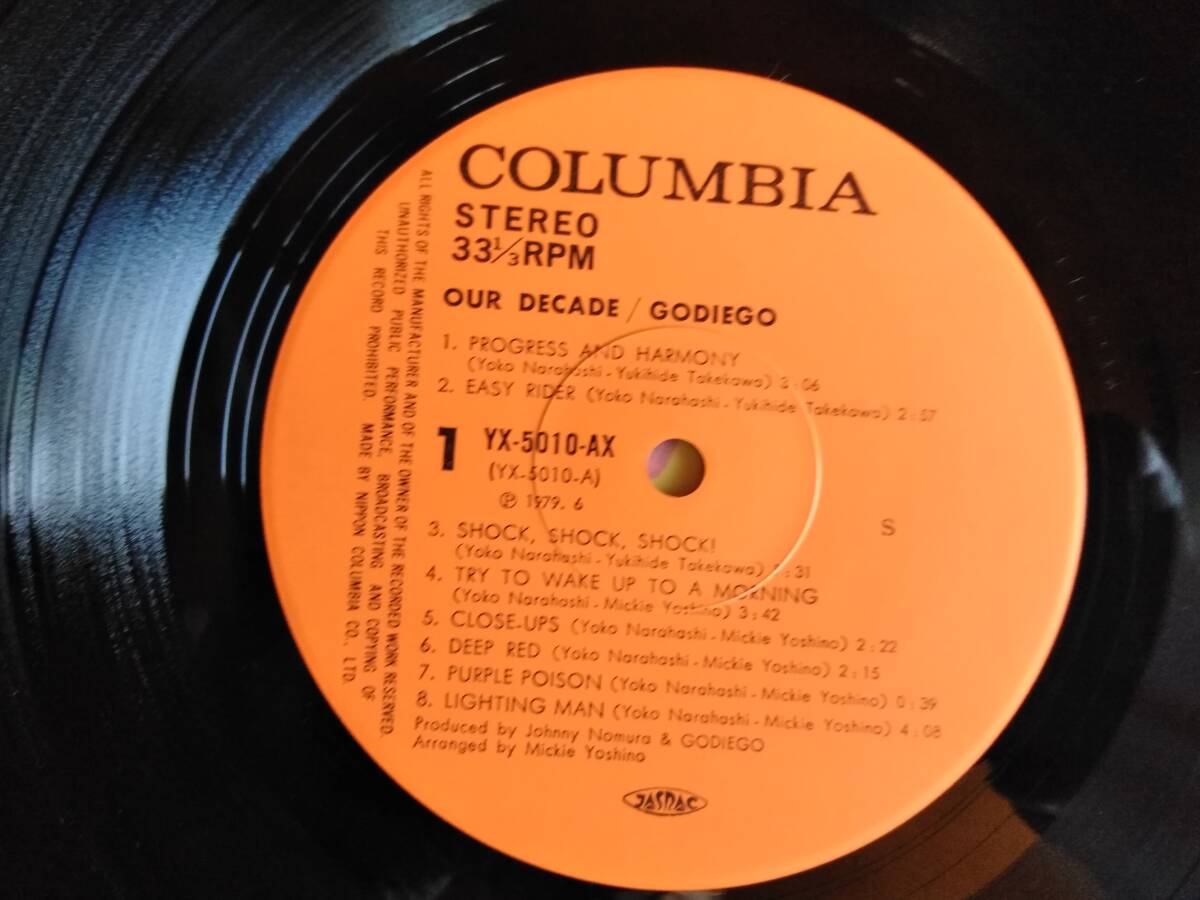 COLUMBIA
STEREO
33⅓RPM
OUR DECADE / GODIEGO
1. PROGRESS AND HARMONY
(Yoko Narahashi - Yukihide Takekawa) 3:06
2. EASY RIDER (Yoko Narahashi - Yukihide Takekawa) 2:57
1 YX-5010-AX
(YX-5010-A)
Ⓟ 1979. 6
S
3. SHOCK, SHOCK, SHOCK!
(Yoko Narahashi - Yukihide Takekawa) :31
4. TRY TO WAKE UP TO A MORNING
(Yoko Narahashi - Mickie Yoshino) 3:42
5. CLOSE-UPS (Yoko Narahashi - Mickie Yoshino) 2:22
6. DEEP RED (Yoko Narahashi - Mickie Yoshino) 2:15
7. PURPLE POISON (Yoko Narahashi - Mickie Yoshino) 0:39
8. LIGHTING MAN (Yoko Narahashi - Mickie Yoshino) 4:08
Produced by Johnny Nomura & GODIEGO
Arranged by Mickie Yoshino
JASRAC
ALL RIGHTS OF THE MANUFACTURER AND OF THE OWNER OF THE RECORDED WORK RESERVED.
UNAUTHORIZED PUBLIC PERFORMANCE, BROADCASTING AND COPYING OF
THIS RECORD PROHIBITED. MADE BY NIPPON COLUMBIA CO., LTD.